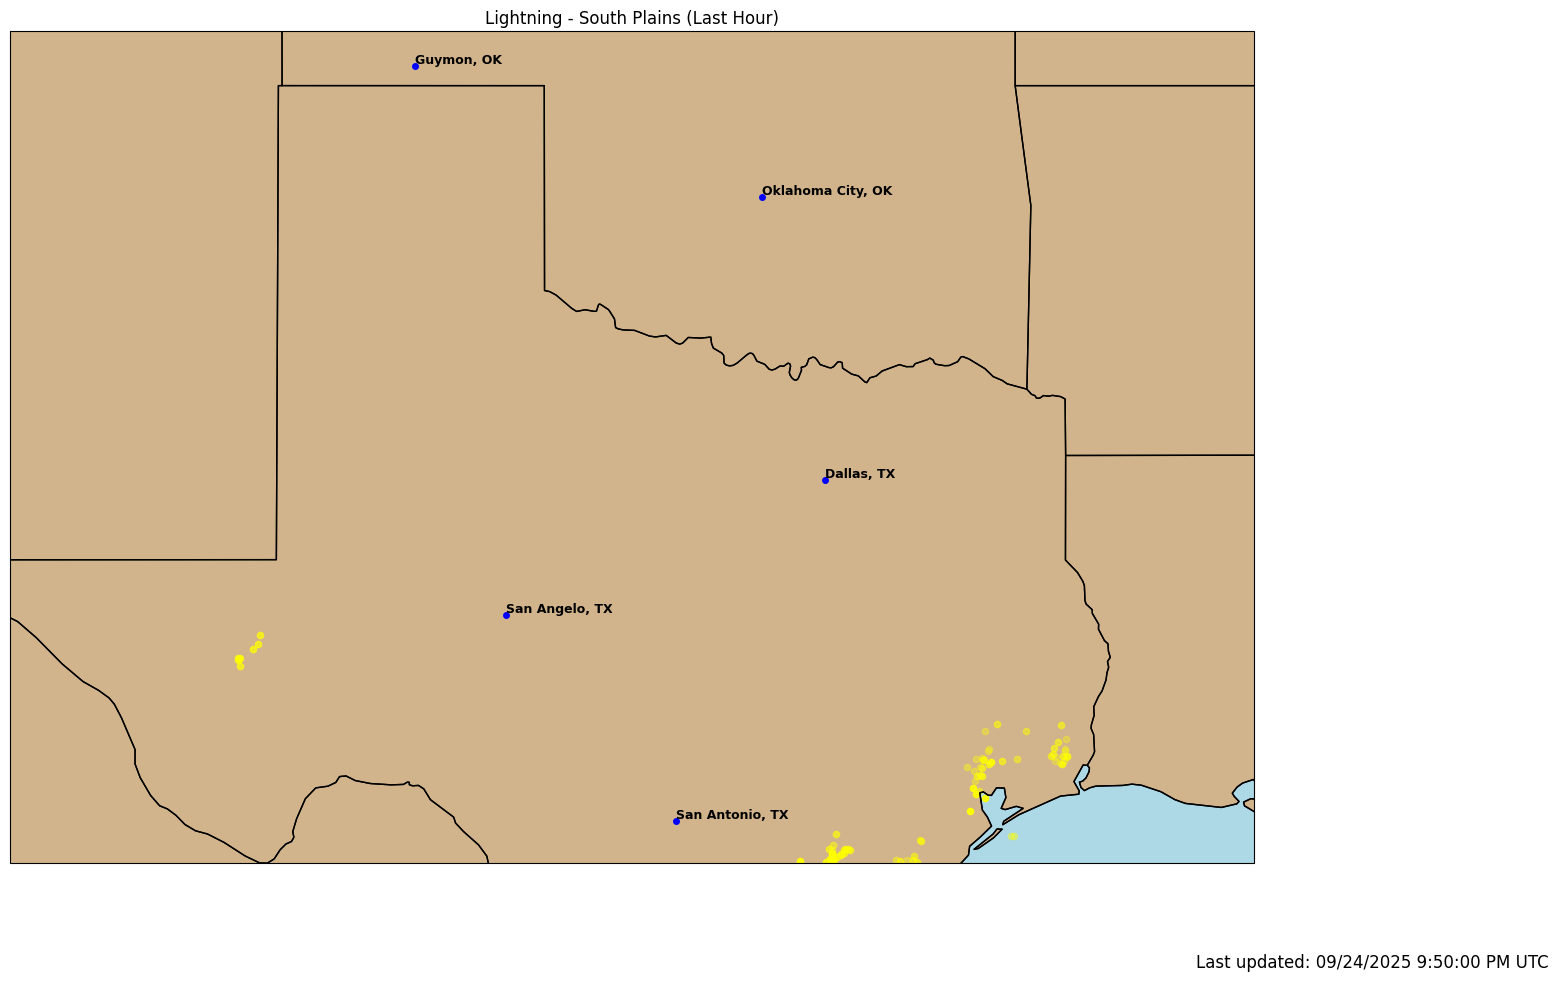 Lightning - South Plains (Last Hour)
Guymon, OK
Oklahoma City, OK
Dallas, TX
San Angelo, TX
San Antonio, TX
Last updated: 09/24/2025 9:50:00 PM UTC